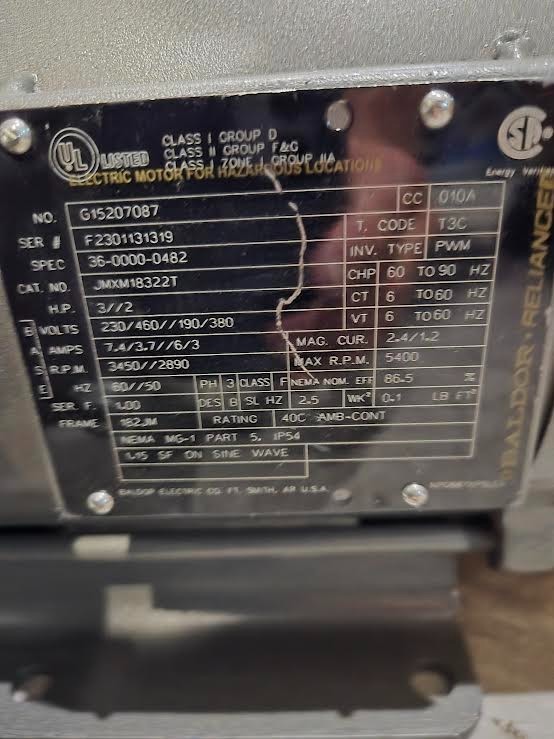 UL LISTED
CLASS I GROUP D
CLASS II GROUP F&G
CLASS I ZONE I GROUP IIA
ELECTRIC MOTOR FOR HAZARDOUS LOCATIONS
Energy
NO. G15207087 CC 010A
SER # F2301131319 T. CODE T3C
SPEC 36-0000-0482 INV. TYPE PWM
CAT. NO. JMXM18322T CHP 60 TO 90 HZ
H.P. 3//2 CT 6 TO 60 HZ
VOLTS 230/460//190/380 VT 6 TO 60 HZ
AMPS 7.4/3.7//6/3 MAG. CUR. 2.4/1.2
R.P.M. 3450//2890 MAX R.P.M. 5400
HZ 60//50 PH 3 CLASS F NEMA NOM. EFF 86.5 %
SER. F. 1.00 DES B SL HZ 2.5 WK² 0.1 LB FT²
FRAME 182JM RATING 40C AMB-CONT
NEMA MG-1 PART 5, IP54
1.15 SF ON SINE WAVE
BALDOR ELECTRIC CO. FT. SMITH, AR U.S.A.
BASE
BALDOR · RELIANCE